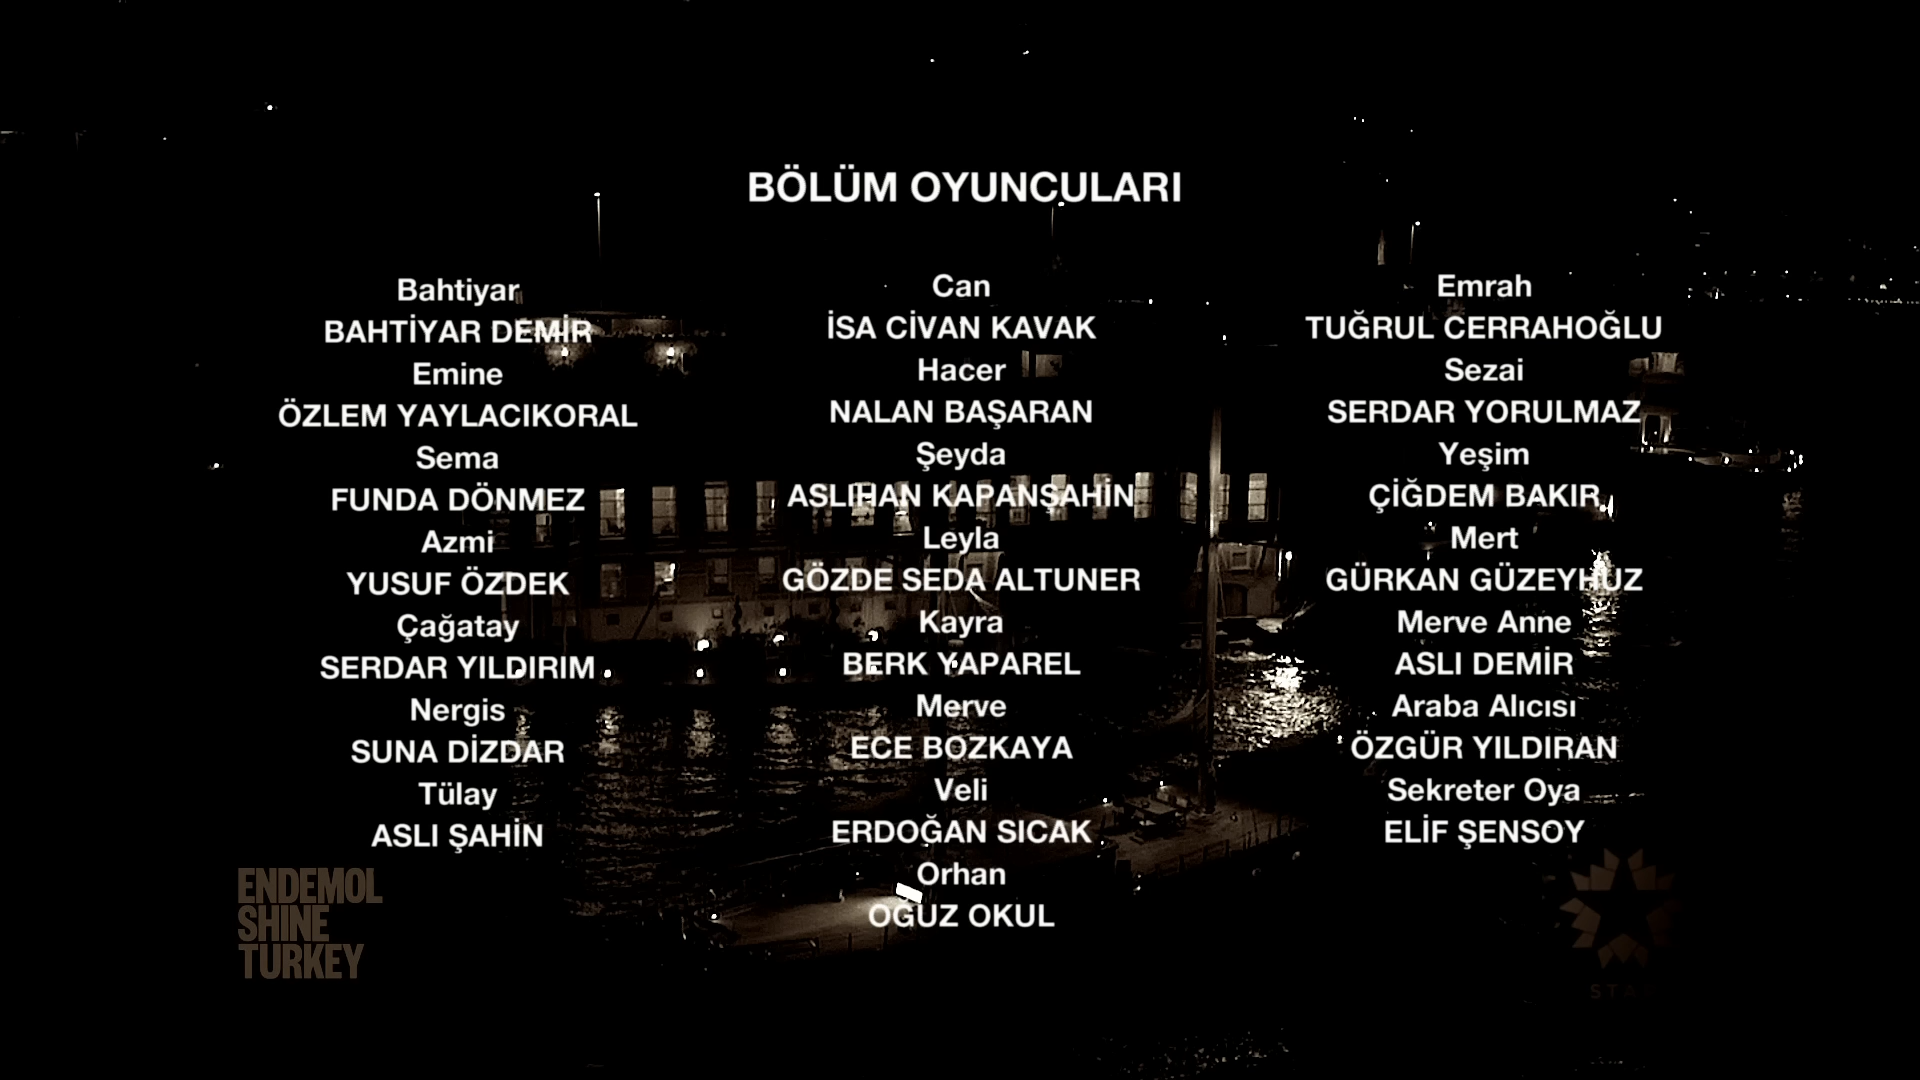 BÖLÜM OYUNCULARI
Bahtiyar
BAHTİYAR DEMİR
Emine
ÖZLEM YAYLACIKORAL
Sema
FUNDA DÖNMEZ
Azmi
YUSUF ÖZDEK
Çağatay
SERDAR YILDIRIM
Nergis
SUNA DİZDAR
Tülay
ASLI ŞAHİN
Can
İSA CİVAN KAVAK
Hacer
NALAN BAŞARAN
Şeyda
ASLIHAN KAPANŞAHİN
Leyla
GÖZDE SEDA ALTUNER
Kayra
BERK YAPAREL
Merve
ECE BOZKAYA
Veli
ERDOĞAN SICAK
Orhan
OĞUZ OKUL
Emrah
TUĞRUL CERRAHOĞLU
Sezai
SERDAR YORULMAZ
Yeşim
ÇİĞDEM BAKIR
Mert
GÜRKAN GÜZEYHUZ
Merve Anne
ASLI DEMİR
Araba Alıcısı
ÖZGÜR YILDIRAN
Sekreter Oya
ELİF ŞENSOY
ENDEMOL
SHINE
TURKEY